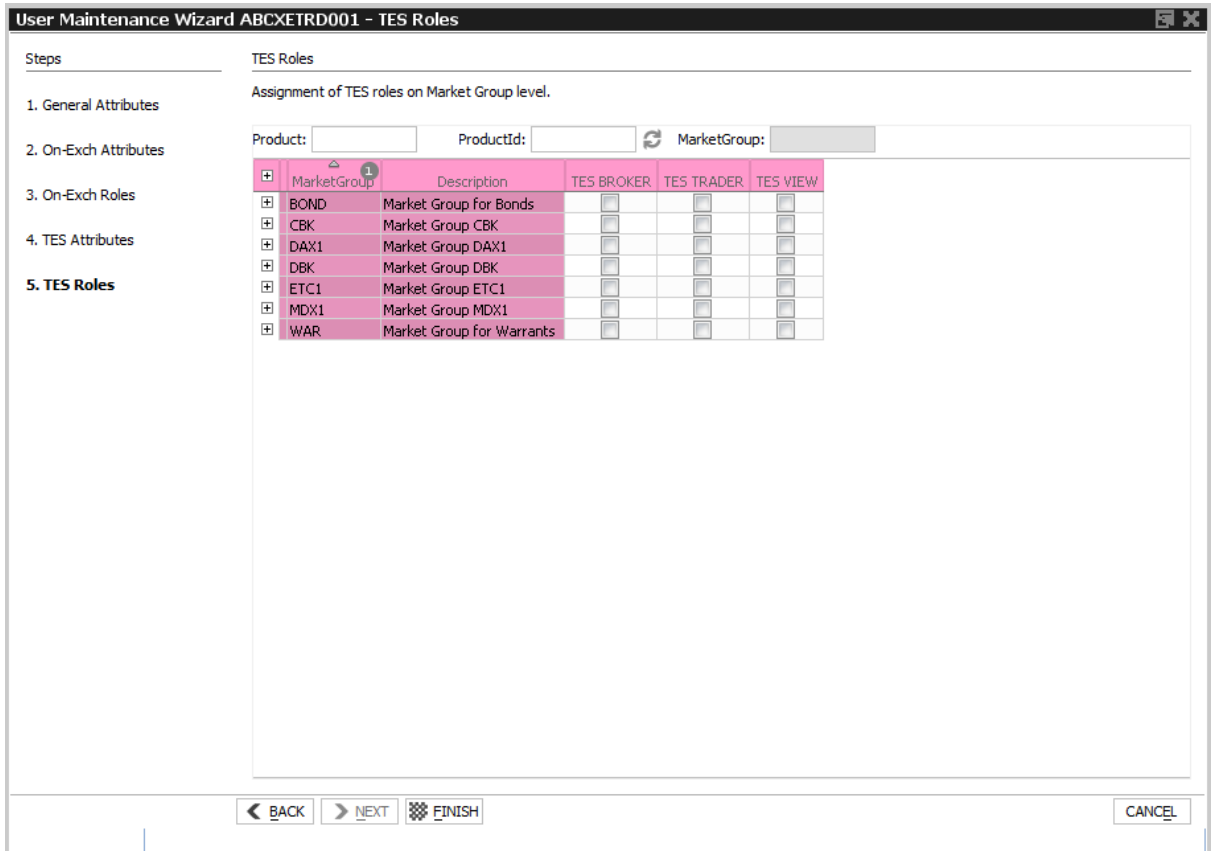 User Maintenance Wizard ABCXETRD001 - TES Roles
Steps
1. General Attributes
2. On-Exch Attributes
3. On-Exch Roles
4. TES Attributes
5. TES Roles
TES Roles
Assignment of TES roles on Market Group level.
Product: ProductId: MarketGroup:
MarketGroup 1 Description TES BROKER TES TRADER TES VIEW
BOND Market Group for Bonds
CBK Market Group CBK
DAX1 Market Group DAX1
DBK Market Group DBK
ETC1 Market Group ETC1
MDX1 Market Group MDX1
WAR Market Group for Warrants
BACK NEXT FINISH CANCEL